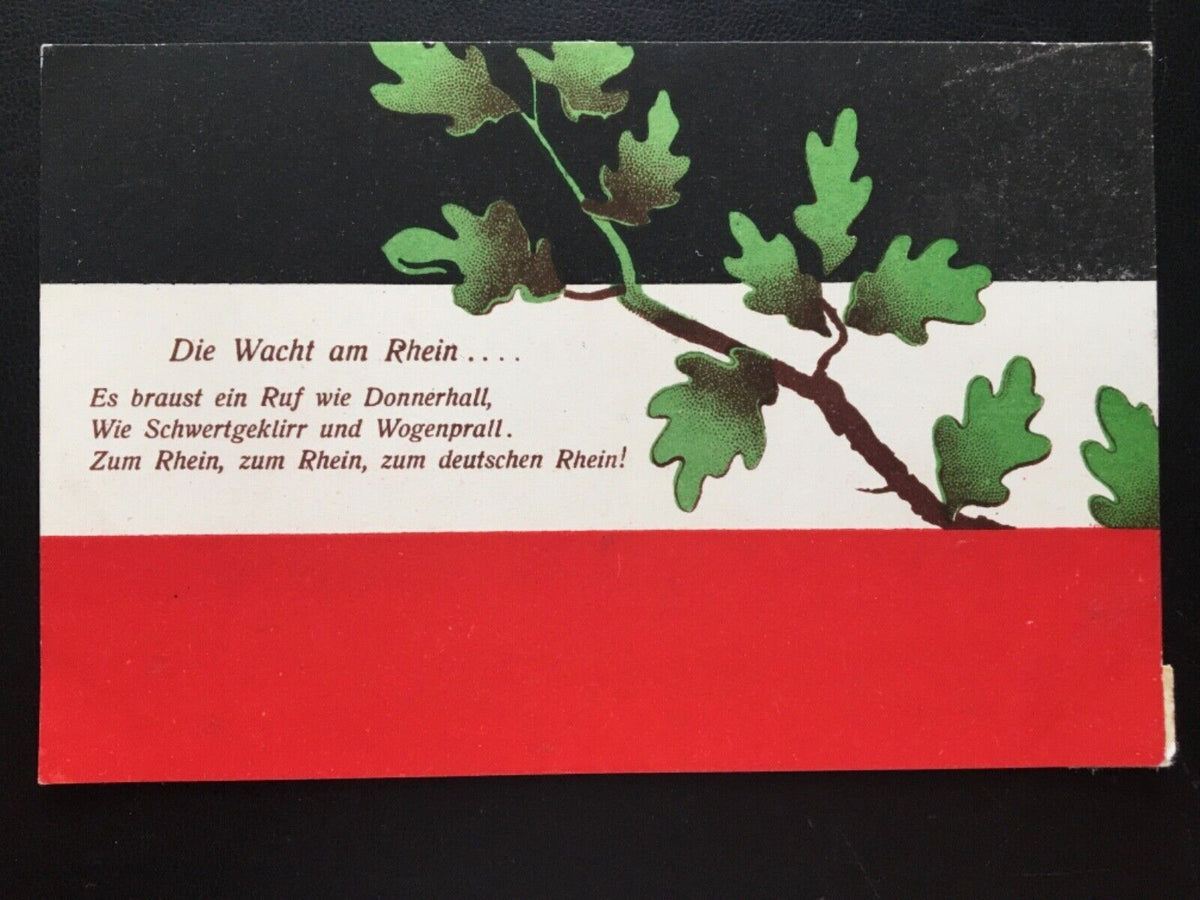 Die Wacht am Rhein....
Es braust ein Ruf wie Donnerhall,
Wie Schwertgeklirr und Wogenprall.
Zum Rhein, zum Rhein, zum deutschen Rhein!